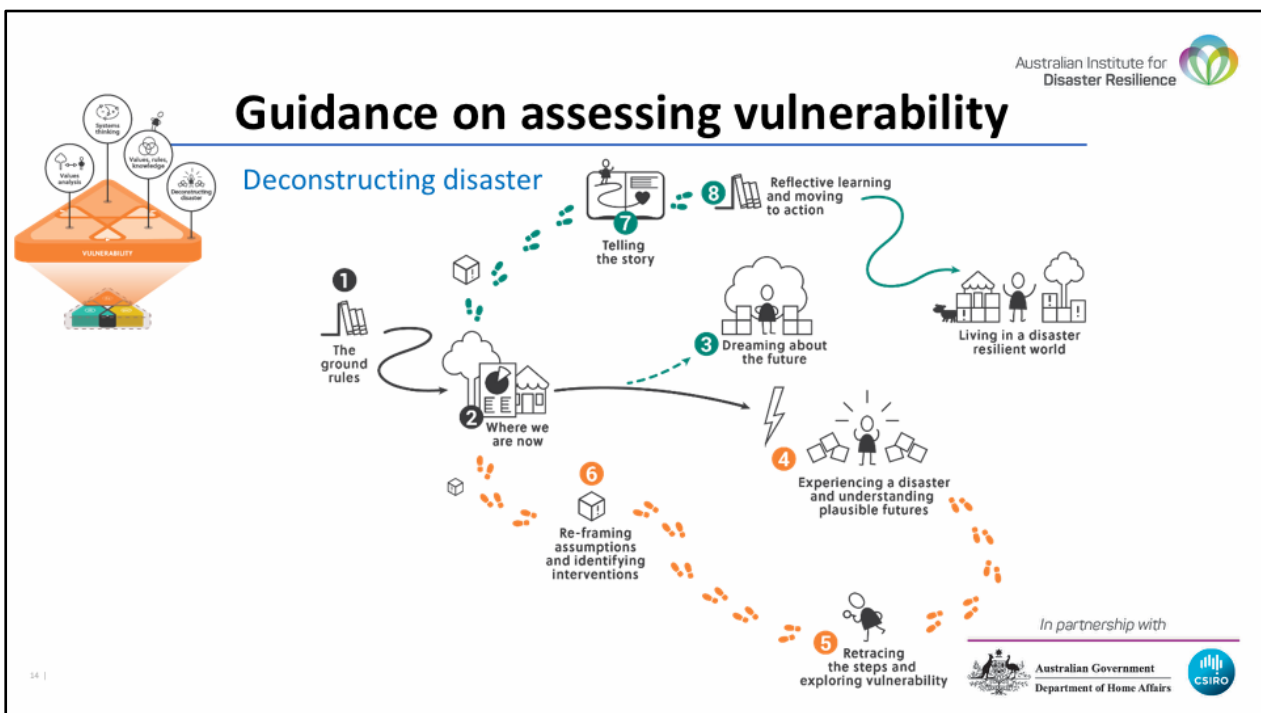 Australian Institute for
Disaster Resilience
Guidance on assessing vulnerability
Systems
thinking
Values
analysis
Values, rules,
knowledge
Deconstructing
disaster
VULNERABILITY
Deconstructing disaster
1
The
ground
rules
2
Where we
are now
3
Dreaming about
the future
4
Experiencing a disaster
and understanding
plausible futures
5
Retracing
the steps and
exploring vulnerability
6
Re-framing
assumptions
and identifying
interventions
7
Telling
the story
8
Reflective learning
and moving
to action
Living in a disaster
resilient world
In partnership with
Australian Government
Department of Home Affairs
CSIRO
14 |